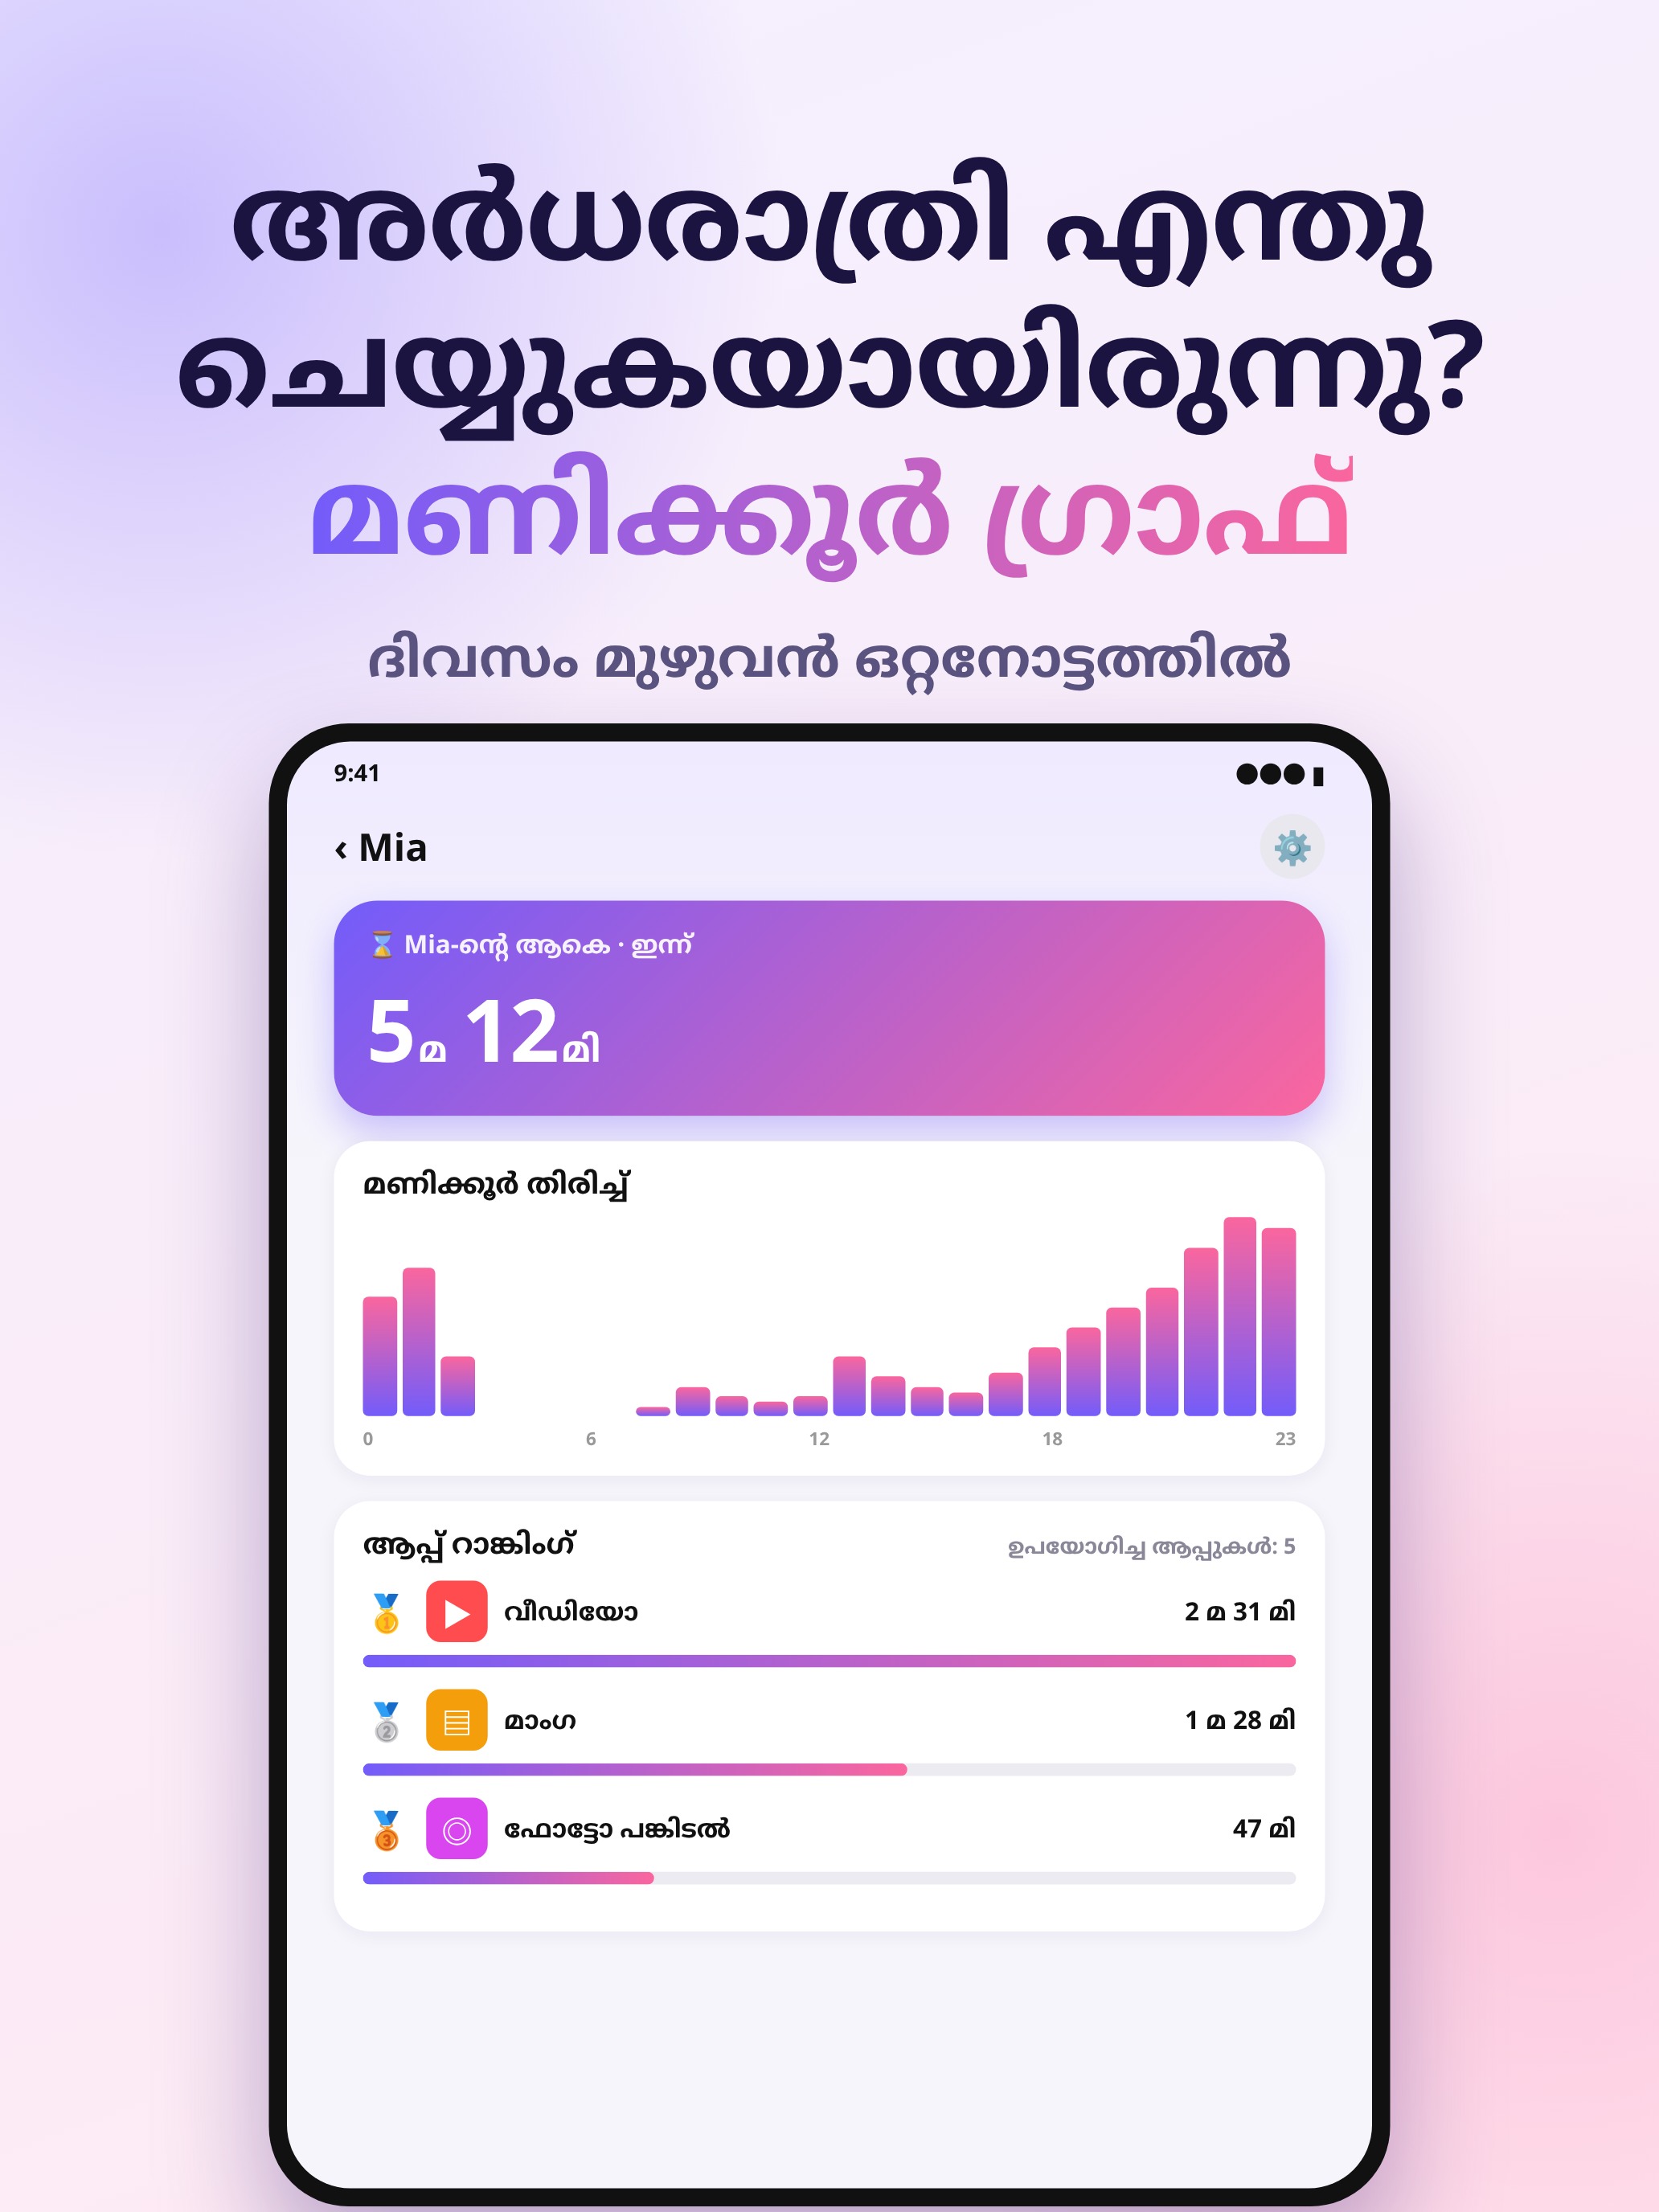 അർധരാത്രി എന്തു
ചെയ്യുകയായിരുന്നു?
മണിക്കൂർ ഗ്രാഫ്
ദിവസം മുഴുവൻ ഒറ്റനോട്ടത്തിൽ
9:41
‹ Mia
⌛ Mia-ന്റെ ആകെ · ഇന്ന്
5മ 12മി
മണിക്കൂർ തിരിച്ച്
0 6 12 18 23
ആപ്പ് റാങ്കിംഗ് ഉപയോഗിച്ച ആപ്പുകൾ: 5
🥇 വീഡിയോ 2 മ 31 മി
🥈 മാംഗ 1 മ 28 മി
🥉 ഫോട്ടോ പങ്കിടൽ 47 മി